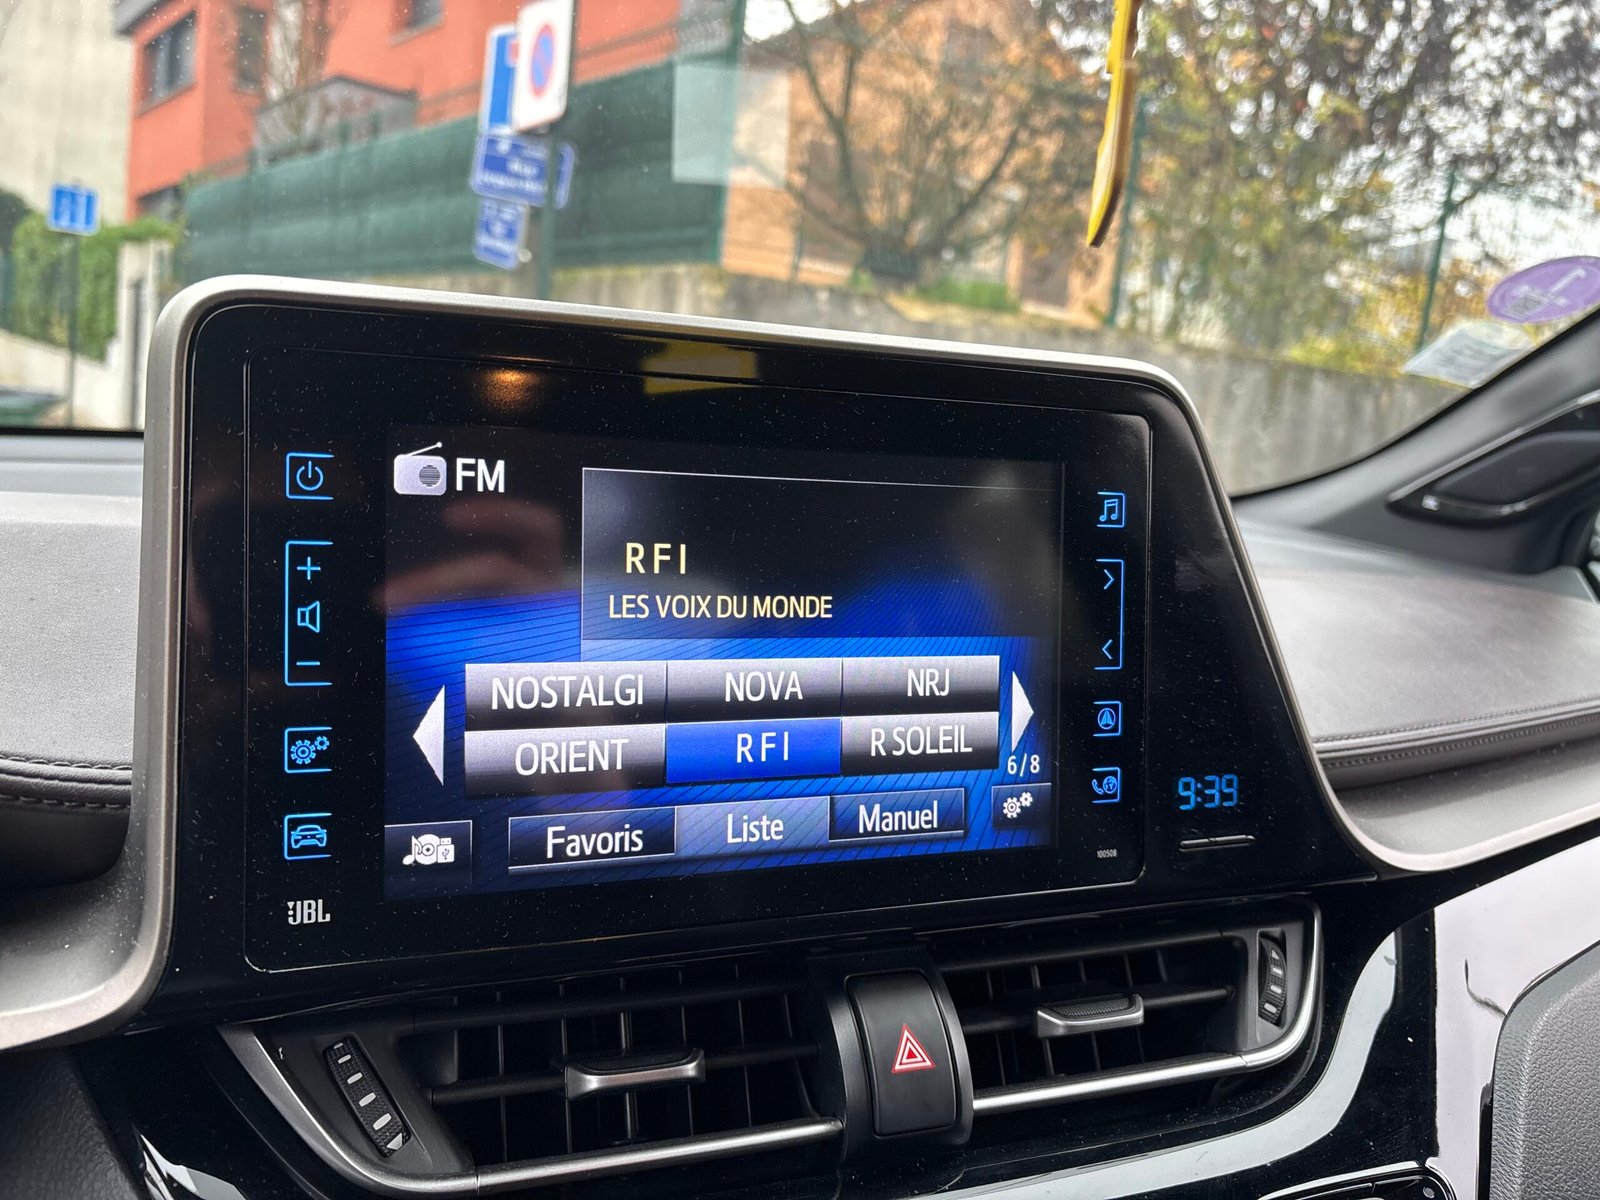 FM
RFI
LES VOIX DU MONDE
NOSTALGI NOVA NRJ
ORIENT RFI R SOLEIL
6/8
Favoris Liste Manuel
9:39
100508
JBL